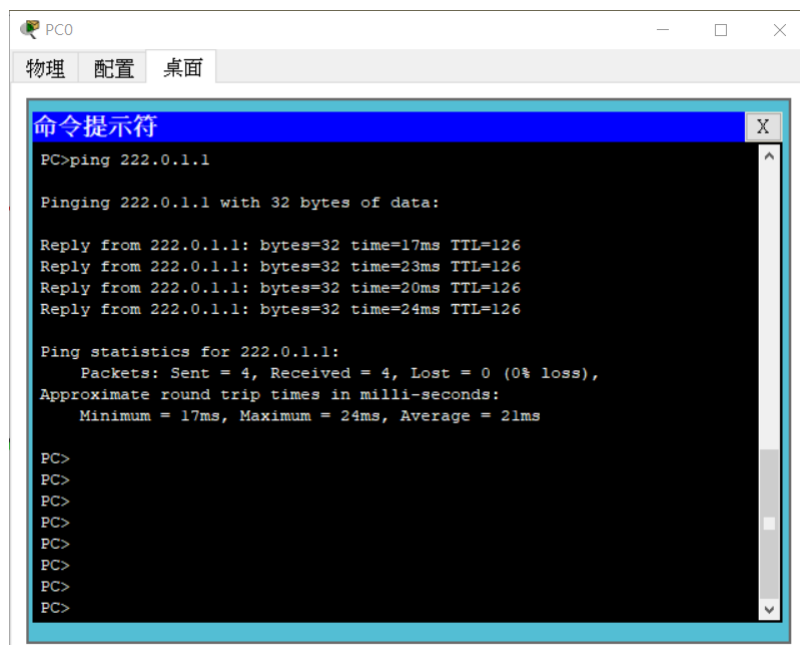 PC0
物理 配置 桌面
命令提示符 X
PC>ping 222.0.1.1
Pinging 222.0.1.1 with 32 bytes of data:
Reply from 222.0.1.1: bytes=32 time=17ms TTL=126
Reply from 222.0.1.1: bytes=32 time=23ms TTL=126
Reply from 222.0.1.1: bytes=32 time=20ms TTL=126
Reply from 222.0.1.1: bytes=32 time=24ms TTL=126
Ping statistics for 222.0.1.1:
Packets: Sent = 4, Received = 4, Lost = 0 (0% loss),
Approximate round trip times in milli-seconds:
Minimum = 17ms, Maximum = 24ms, Average = 21ms
PC>
PC>
PC>
PC>
PC>
PC>
PC>
PC>